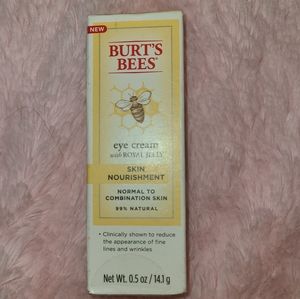 NEW
BURT'S
BEES®
eye cream
with ROYAL JELLY
SKIN
NOURISHMENT
NORMAL TO
COMBINATION SKIN
99% NATURAL
• Clinically shown to reduce
the appearance of fine
lines and wrinkles
Net Wt. 0.5 oz / 14.1 g